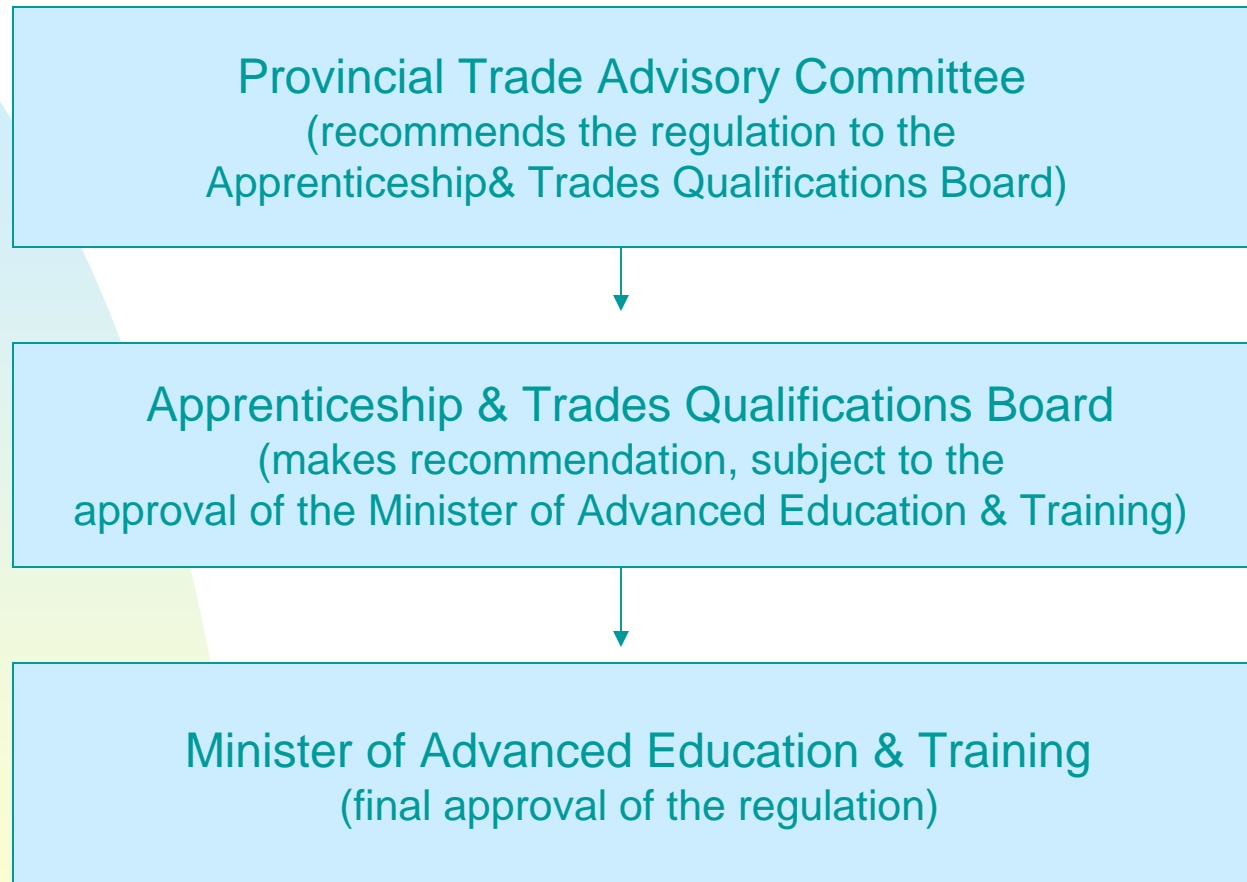 Provincial Trade Advisory Committee
(recommends the regulation to the
Apprenticeship& Trades Qualifications Board)
Apprenticeship & Trades Qualifications Board
(makes recommendation, subject to the
approval of the Minister of Advanced Education & Training)
Minister of Advanced Education & Training
(final approval of the regulation)